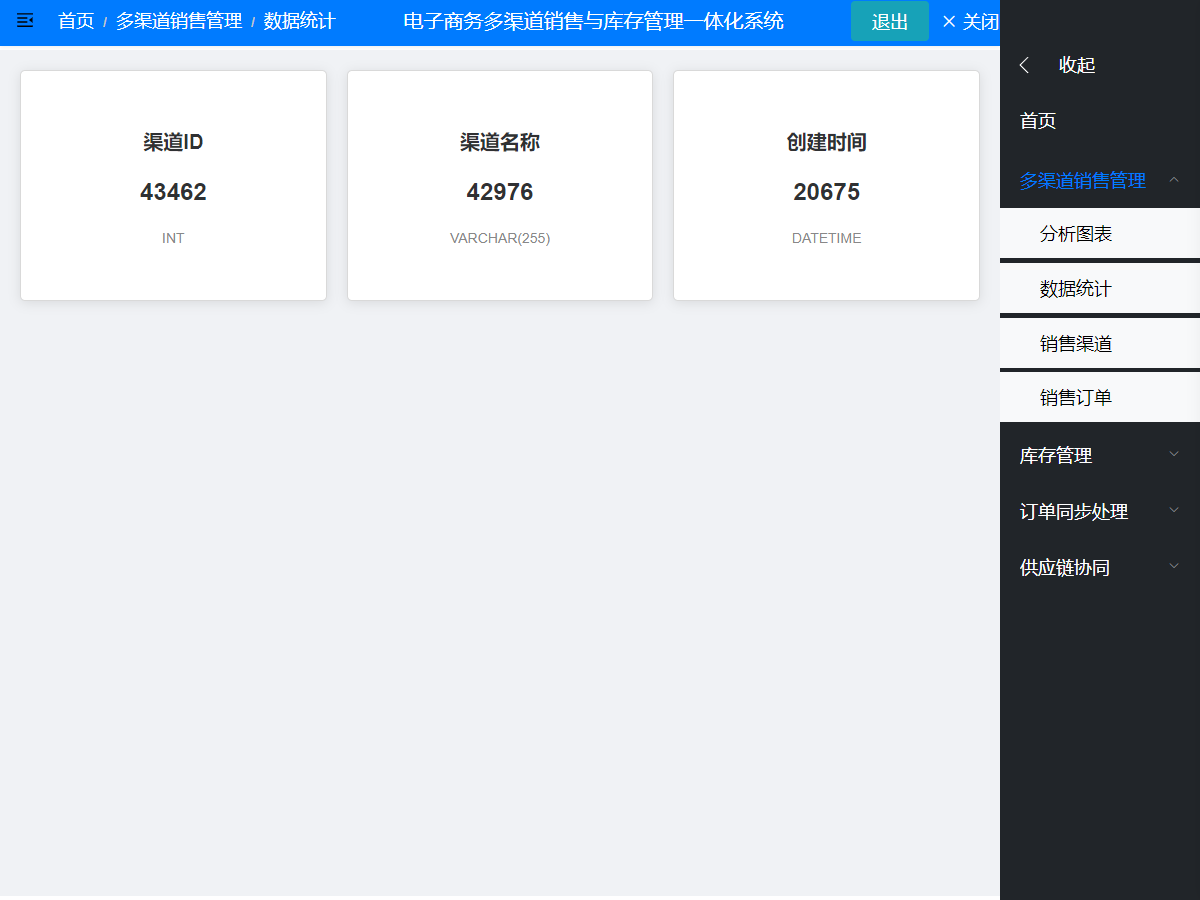 首页 / 多渠道销售管理 / 数据统计
电子商务多渠道销售与库存管理一体化系统
退出
关闭
渠道ID
43462
INT
渠道名称
42976
VARCHAR(255)
创建时间
20675
DATETIME
收起
首页
多渠道销售管理
分析图表
数据统计
销售渠道
销售订单
库存管理
订单同步处理
供应链协同